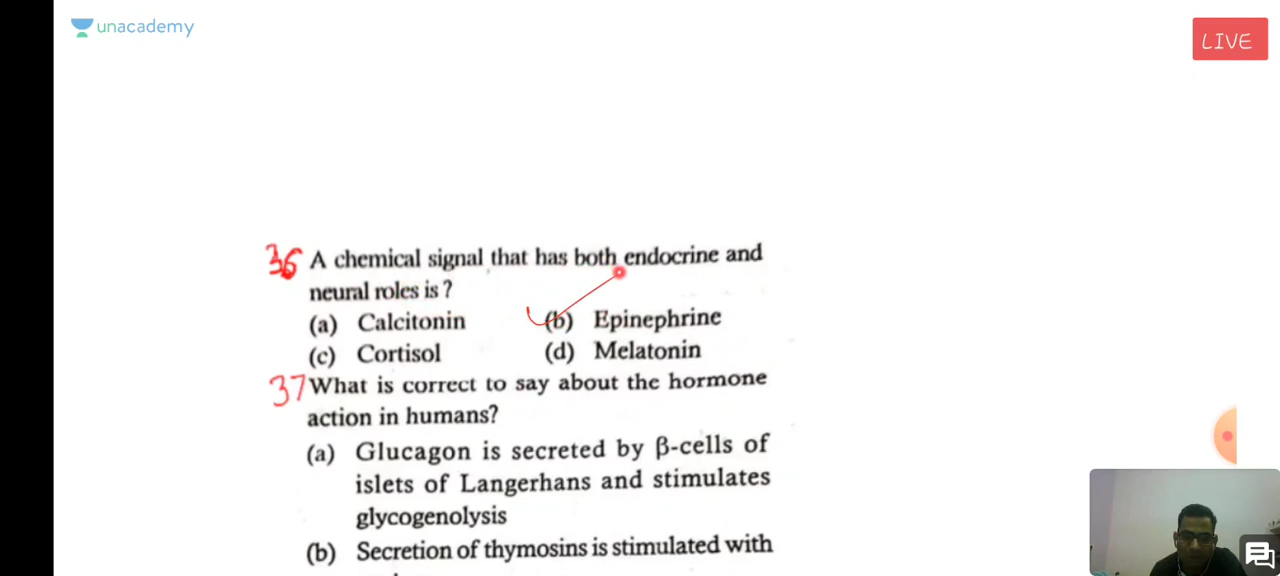 unacademy
LIVE
36 A chemical signal that has both endocrine and
neural roles is ?
(a) Calcitonin (b) Epinephrine
(c) Cortisol (d) Melatonin
37 What is correct to say about the hormone
action in humans?
(a) Glucagon is secreted by β-cells of
islets of Langerhans and stimulates
glycogenolysis
(b) Secretion of thymosins is stimulated with